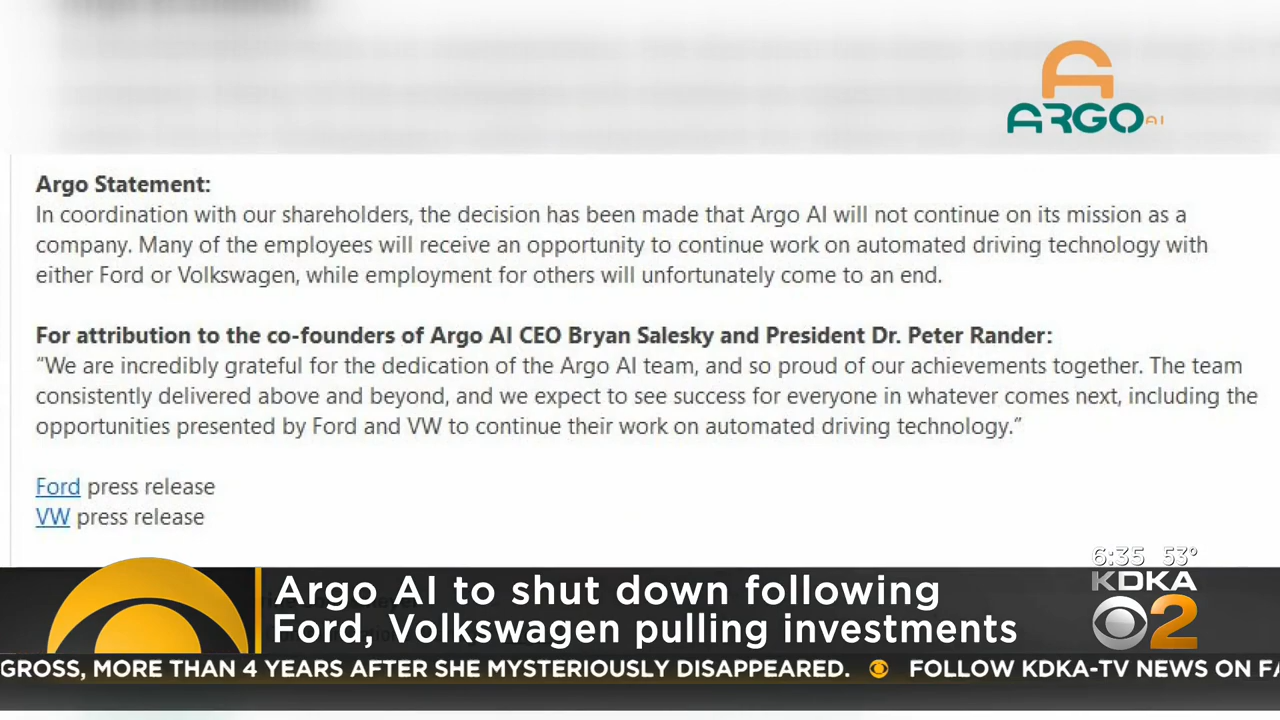 ARGO AI
Argo Statement:
In coordination with our shareholders, the decision has been made that Argo AI will not continue on its mission as a
company. Many of the employees will receive an opportunity to continue work on automated driving technology with
either Ford or Volkswagen, while employment for others will unfortunately come to an end.
For attribution to the co-founders of Argo AI CEO Bryan Salesky and President Dr. Peter Rander:
“We are incredibly grateful for the dedication of the Argo AI team, and so proud of our achievements together. The team
consistently delivered above and beyond, and we expect to see success for everyone in whatever comes next, including the
opportunities presented by Ford and VW to continue their work on automated driving technology.”
Ford press release
VW press release
6:35 53°
KDKA
2
Argo AI to shut down following
Ford, Volkswagen pulling investments
GROSS, MORE THAN 4 YEARS AFTER SHE MYSTERIOUSLY DISAPPEARED. FOLLOW KDKA-TV NEWS ON FA